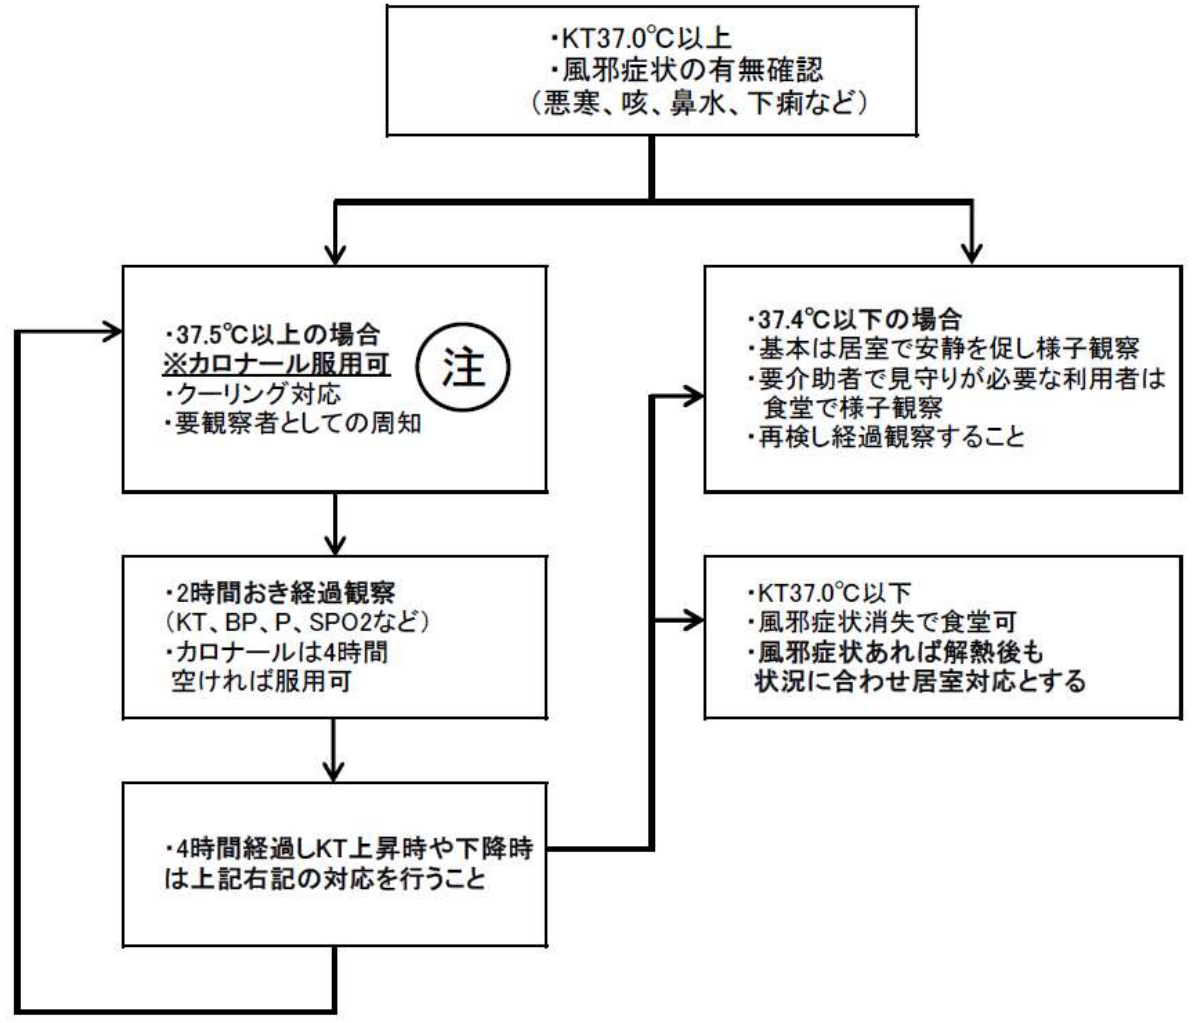 ・KT37.0℃以上
・風邪症状の有無確認
（悪寒、咳、鼻水、下痢など）
・37.5℃以上の場合
※カロナール服用可
・クーリング対応
・要観察者としての周知
注
・37.4℃以下の場合
・基本は居室で安静を促し様子観察
・要介助者で見守りが必要な利用者は
食堂で様子観察
・再検し経過観察すること
・2時間おき経過観察
（KT、BP、P、SPO2など）
・カロナールは4時間
空ければ服用可
・KT37.0℃以下
・風邪症状消失で食堂可
・風邪症状あれば解熱後も
状況に合わせ居室対応とする
・4時間経過しKT上昇時や下降時
は上記右記の対応を行うこと